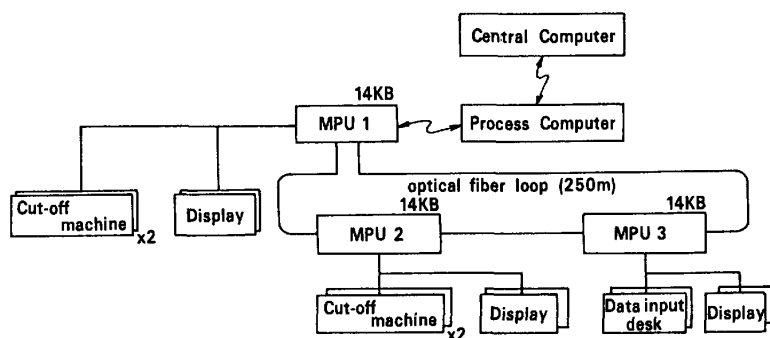 Central Computer
14KB
MPU 1
Process Computer
optical fiber loop (250m)
Cut-off
machine
x2
Display
14KB
MPU 2
14KB
MPU 3
Cut-off
machine
x2
Display
Data input
desk
Display